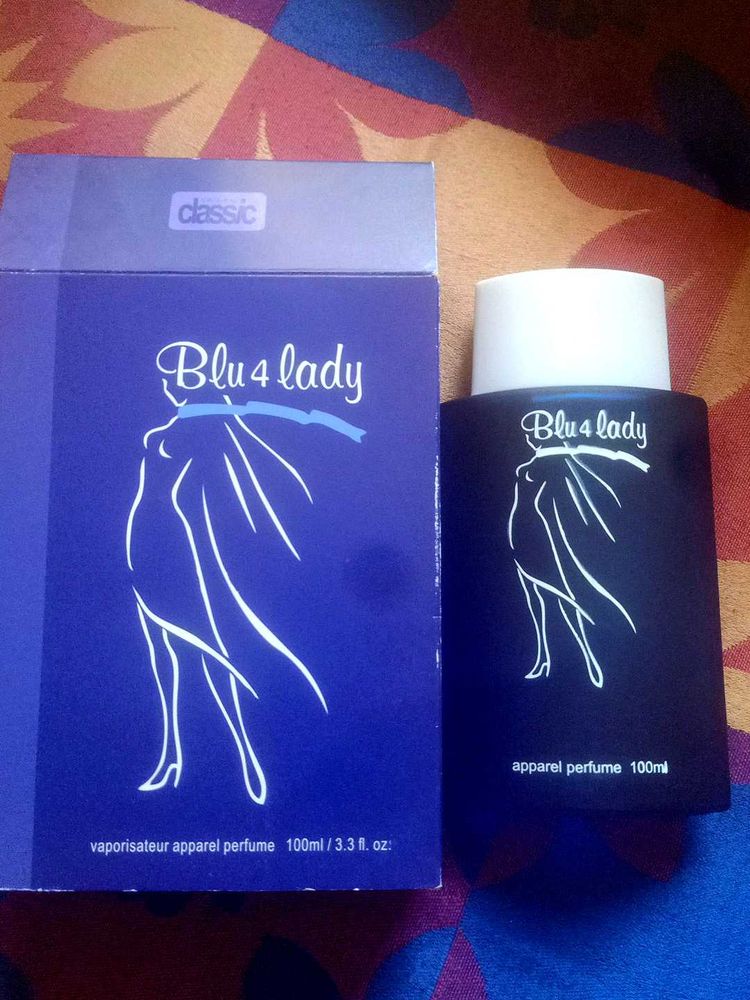 classic
Blu 4 lady
vaporisateur apparel perfume 100ml / 3.3 fl. oz.
Blu 4 lady
apparel perfume 100ml